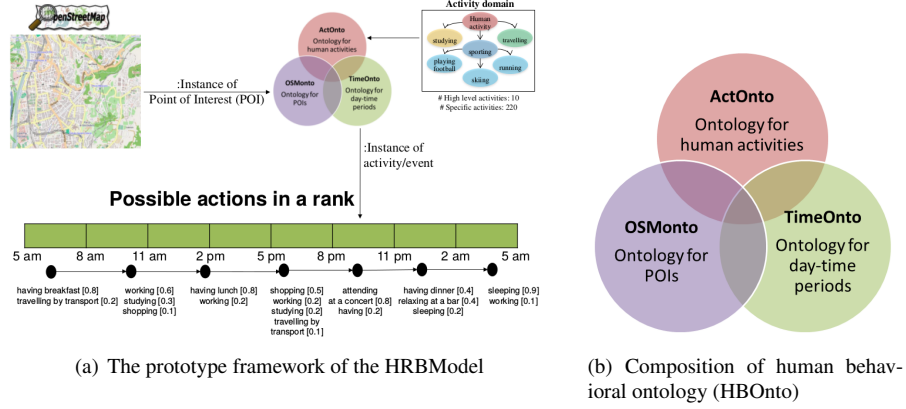 OpenStreetMap
:Instance of
Point of Interest (POI)
ActOnto
Ontology for
human activities
OSMonto
Ontology for
POIs
TimeOnto
Ontology for
day-time
periods
Activity domain
Human
activity
studying
travelling
sporting
playing
football
running
skiing
# High level activities: 10
# Specific activities: 220
:Instance of
activity/event
Possible actions in a rank
5 am 8 am 11 am 2 pm 5 pm 8 pm 11 pm 2 am 5 am
having breakfast [0.8]
travelling by transport [0.2]
working [0.6]
studying [0.3]
shopping [0.1]
having lunch [0.8]
working [0.2]
shopping [0.5]
working [0.2]
studying [0.2]
travelling by
transport [0.1]
attending
at a concert [0.8]
having [0.2]
having dinner [0.4]
relaxing at a bar [0.4]
sleeping [0.2]
sleeping [0.9]
working [0.1]
(a) The prototype framework of the HRBModel
ActOnto
Ontology for
human activities
OSMonto
Ontology for
POIs
TimeOnto
Ontology for
day-time
periods
(b) Composition of human behav-
ioral ontology (HBOnto)